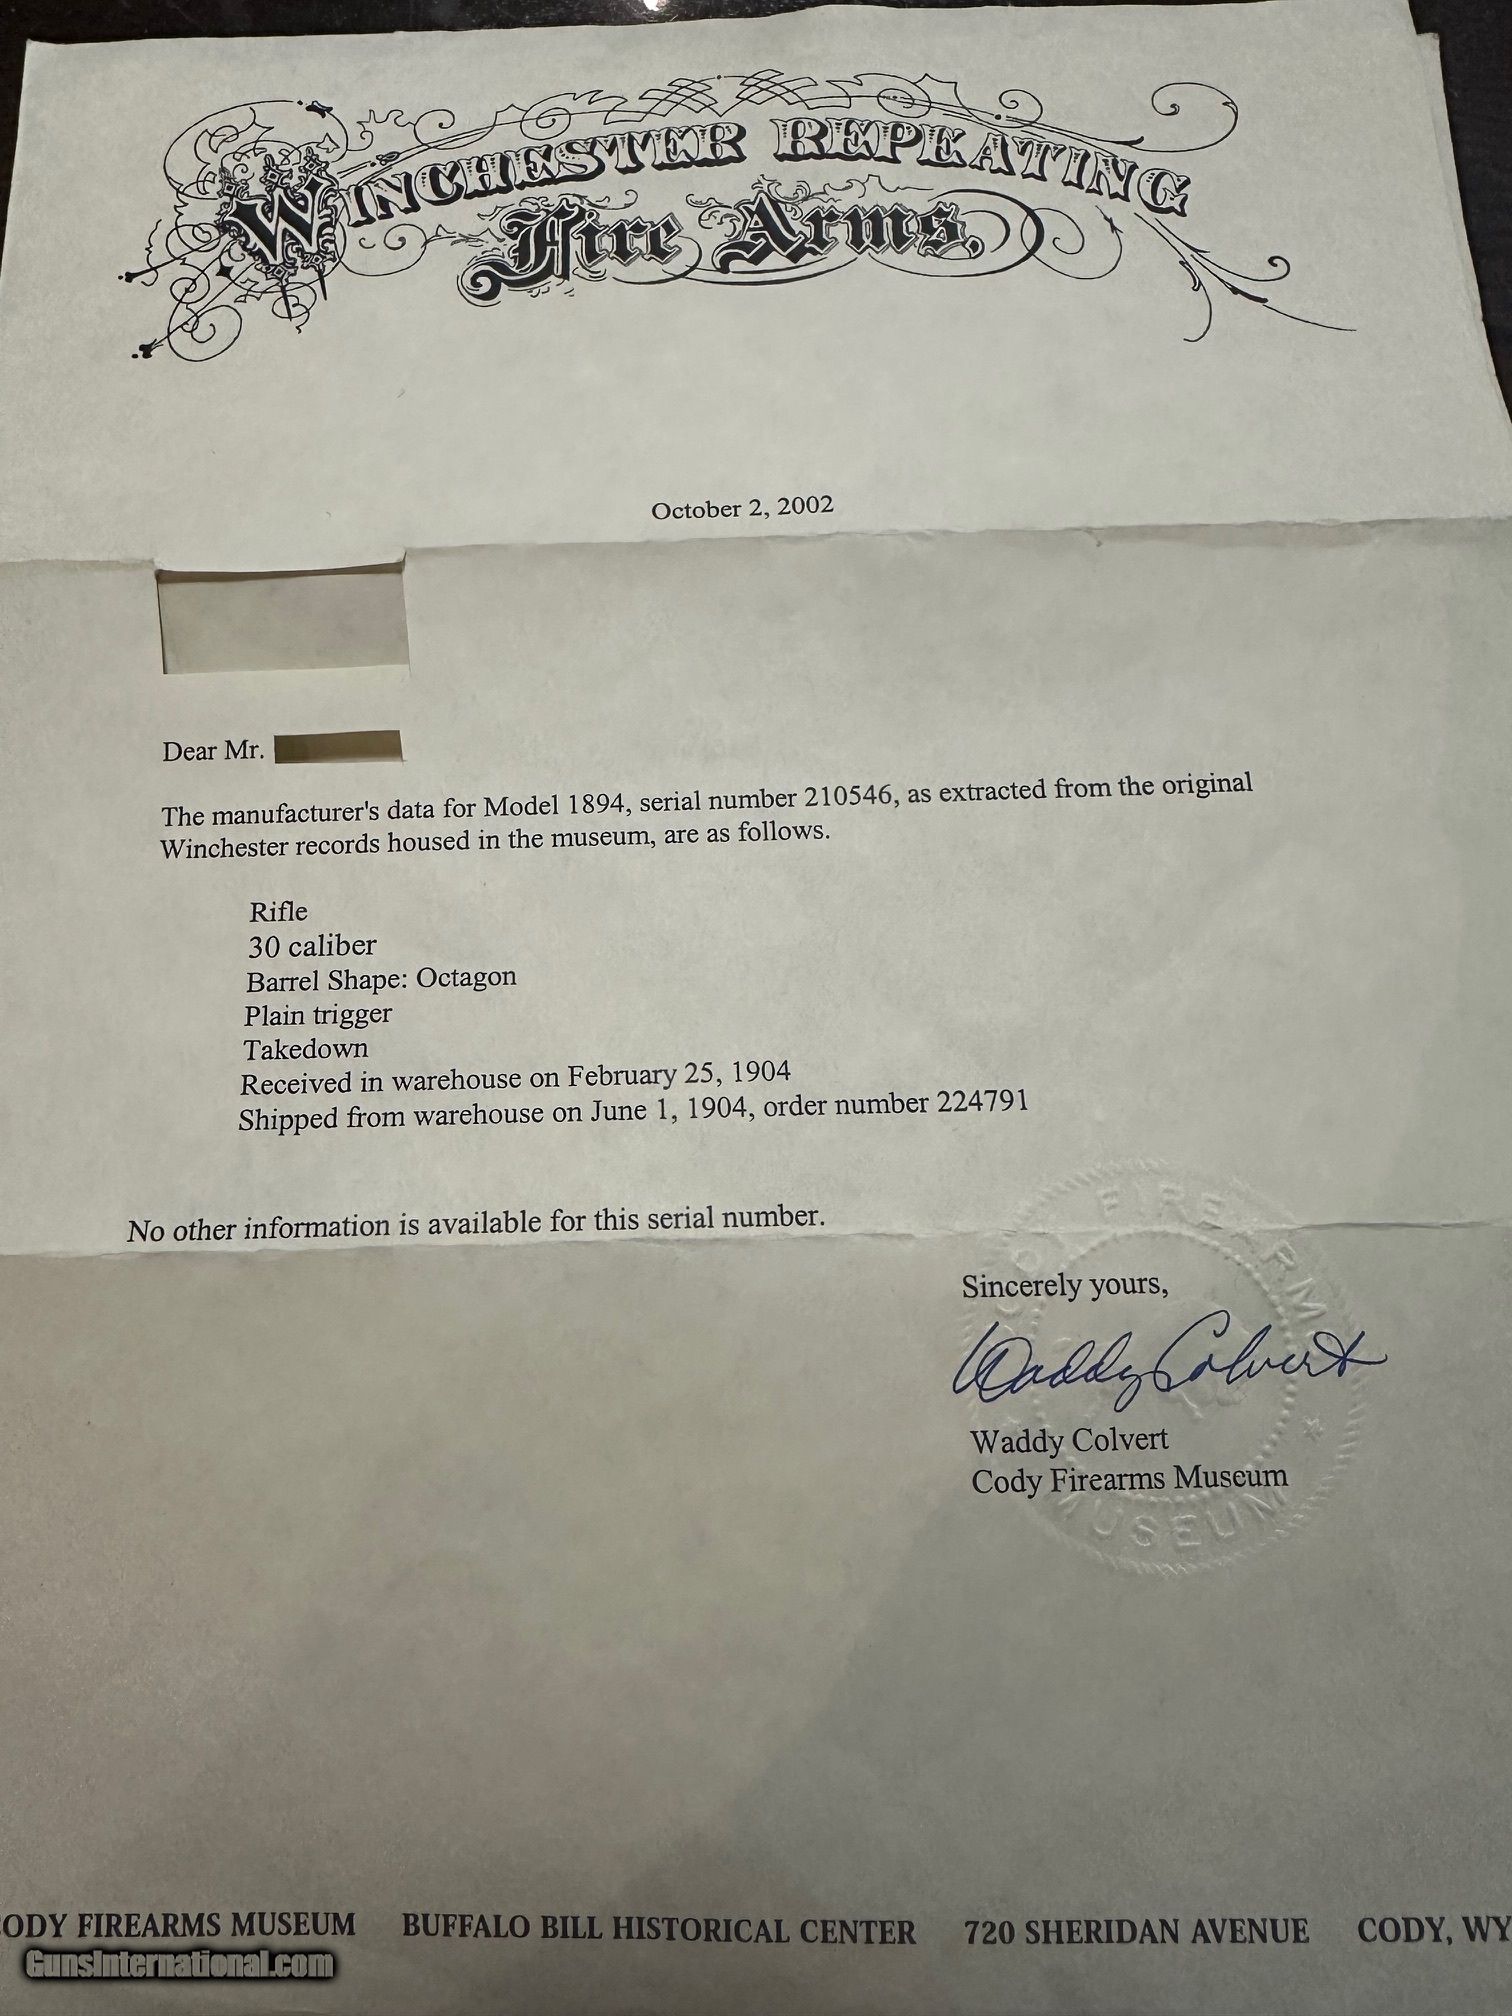 WINCHESTER REPEATING
Fire Arms,
October 2, 2002
Dear Mr.
The manufacturer's data for Model 1894, serial number 210546, as extracted from the original
Winchester records housed in the museum, are as follows.
Rifle
30 caliber
Barrel Shape: Octagon
Plain trigger
Takedown
Received in warehouse on February 25, 1904
Shipped from warehouse on June 1, 1904, order number 224791
No other information is available for this serial number.
Sincerely yours,
Waddy Colvert
Waddy Colvert
Cody Firearms Museum
FIREARM
MUSEUM
ODY FIREARMS MUSEUM BUFFALO BILL HISTORICAL CENTER 720 SHERIDAN AVENUE CODY, WY
GunsInternational.com